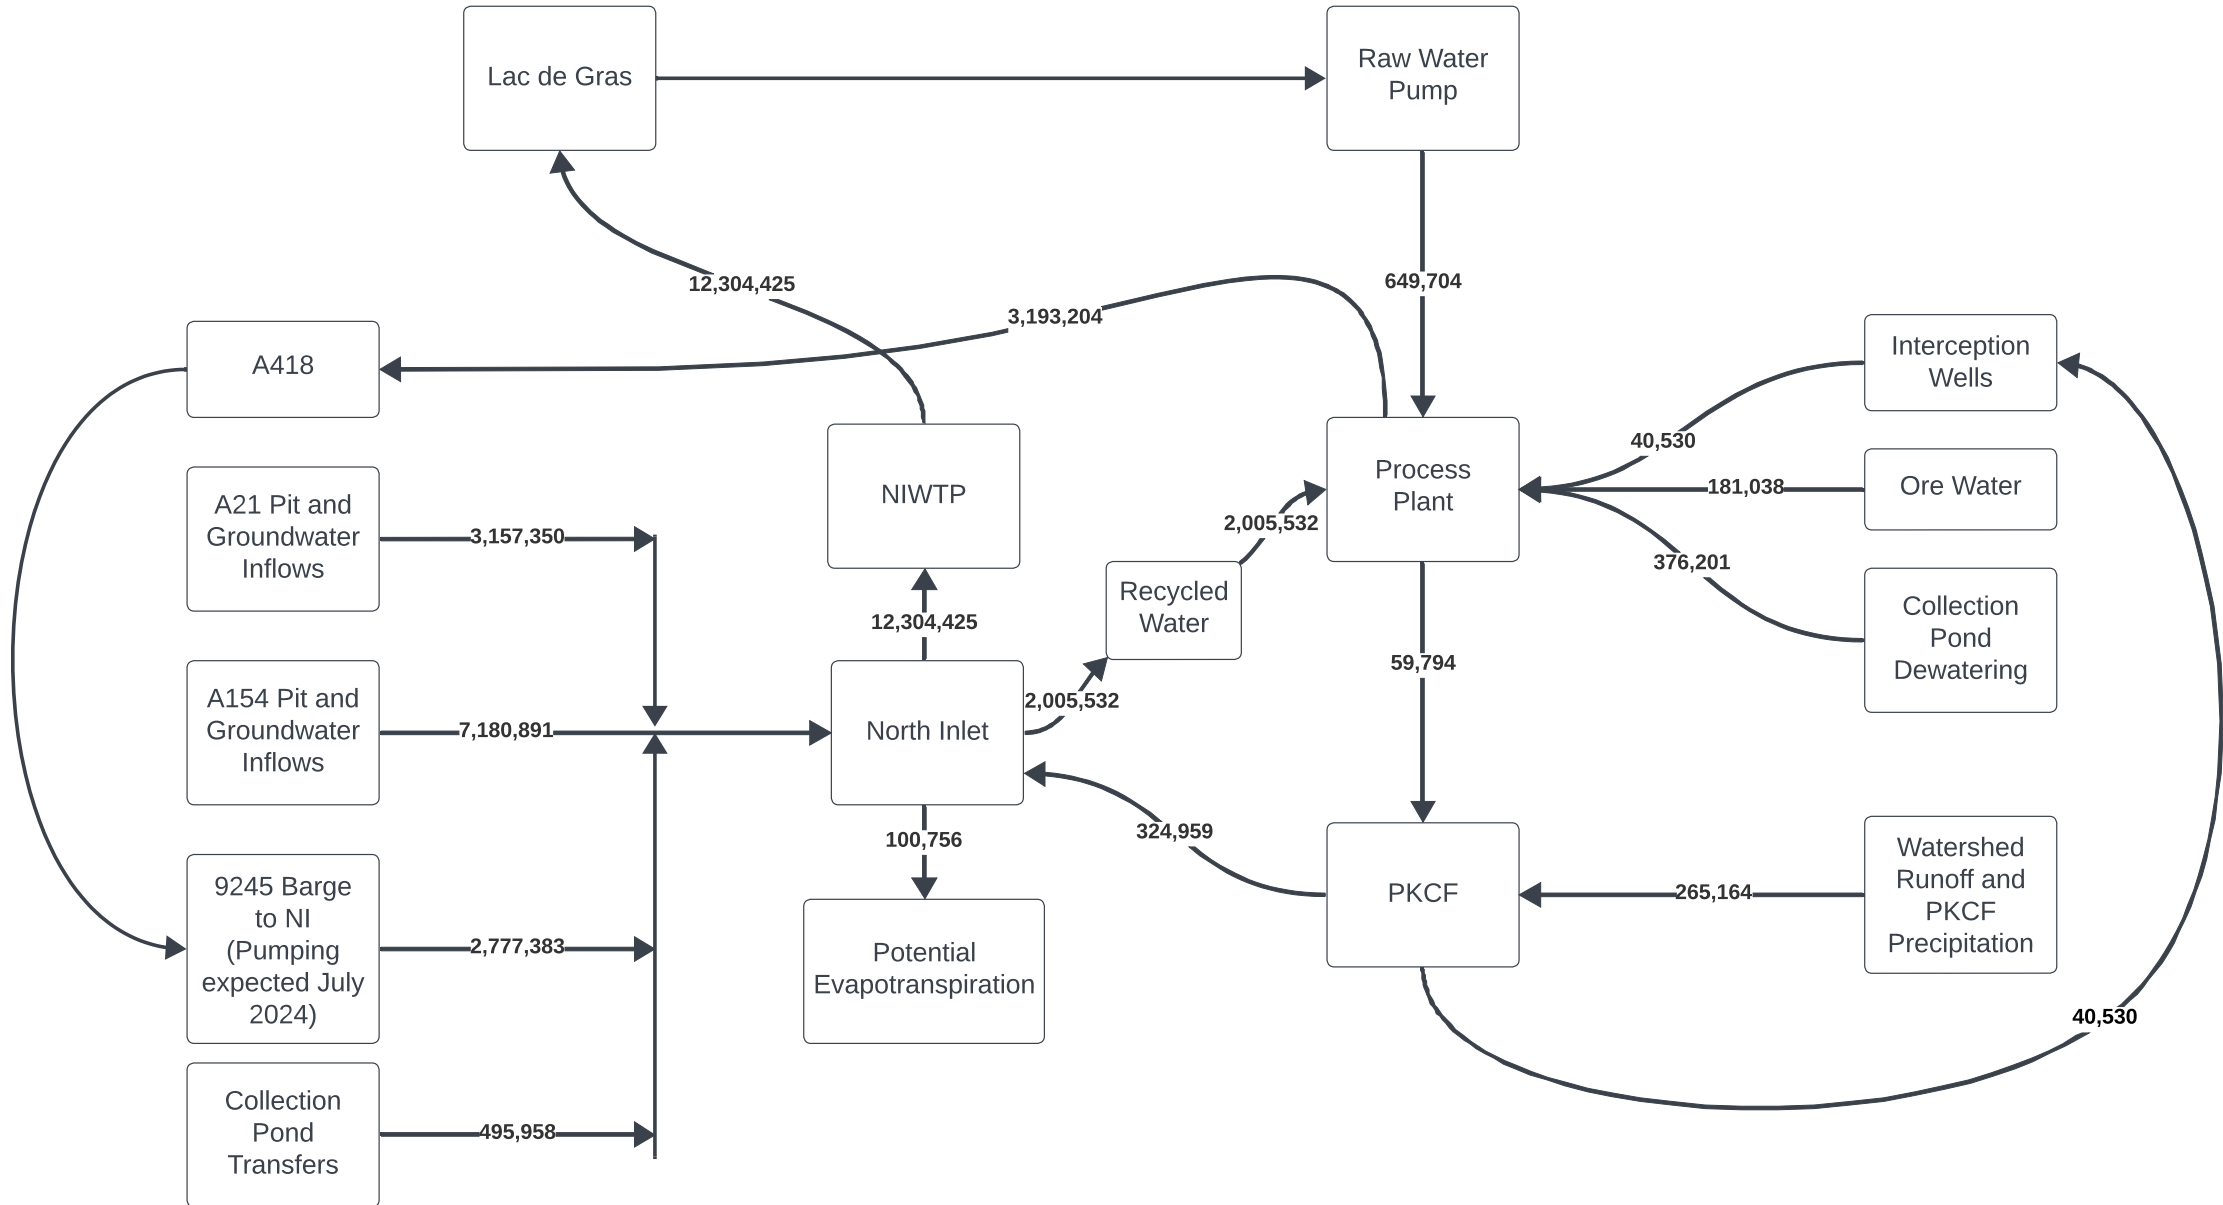 Lac de Gras
Raw Water
Pump
12,304,425
649,704
3,193,204
A418
Interception
Wells
40,530
NIWTP
Process
Plant
181,038
Ore Water
A21 Pit and
Groundwater
Inflows
3,157,350
2,005,532
376,201
Recycled
Water
Collection
Pond
Dewatering
12,304,425
59,794
A154 Pit and
Groundwater
Inflows
7,180,891
North Inlet
2,005,532
100,756
324,959
9245 Barge
to NI
(Pumping
expected July
2024)
2,777,383
Potential
Evapotranspiration
PKCF
265,164
Watershed
Runoff and
PKCF
Precipitation
40,530
Collection
Pond
Transfers
495,958